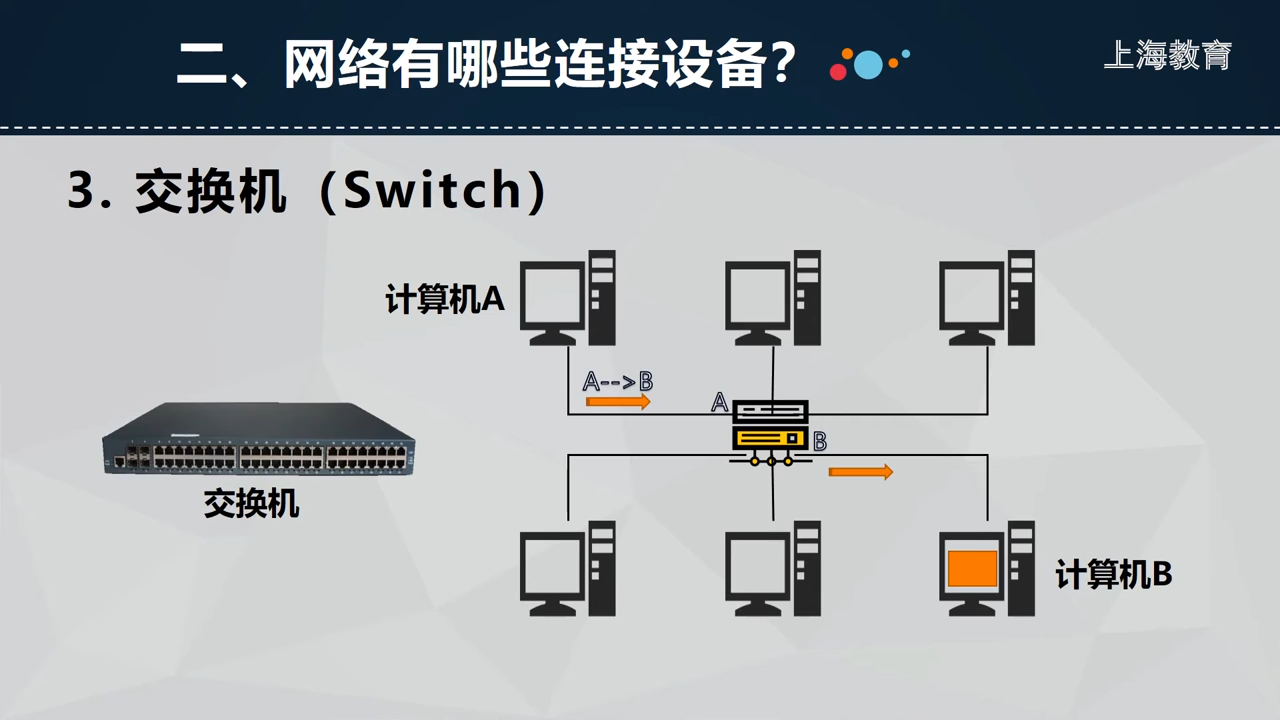 二、网络有哪些连接设备？
上海教育
3. 交换机（Switch）
计算机A
A-->B
A
B
交换机
计算机B